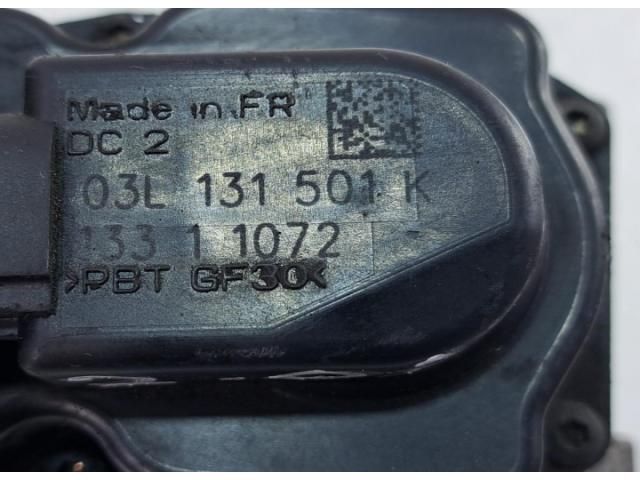 Made in FR
DC 2
03L 131 501 K
133 1 1072
>PBT GF30<